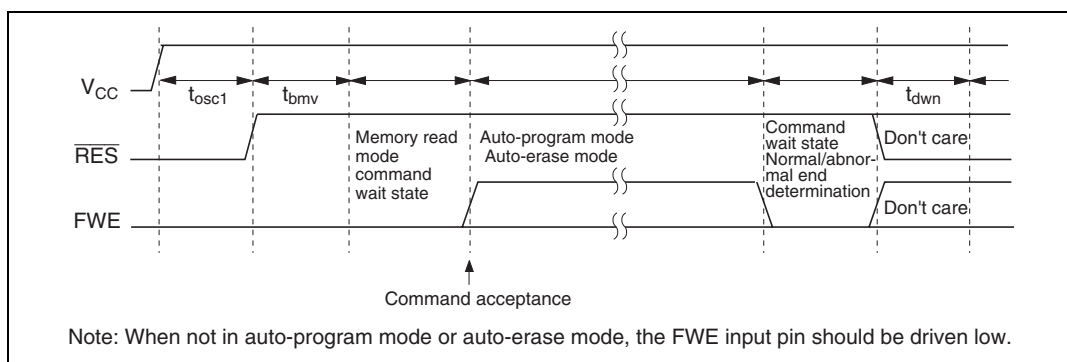 VCC
tosc1
tbmv
tdwn
RES
Memory read
mode
command
wait state
Auto-program mode
Auto-erase mode
Command
wait state
Normal/abnor-
mal end
determination
Don't care
FWE
Don't care
Command acceptance
Note: When not in auto-program mode or auto-erase mode, the FWE input pin should be driven low.